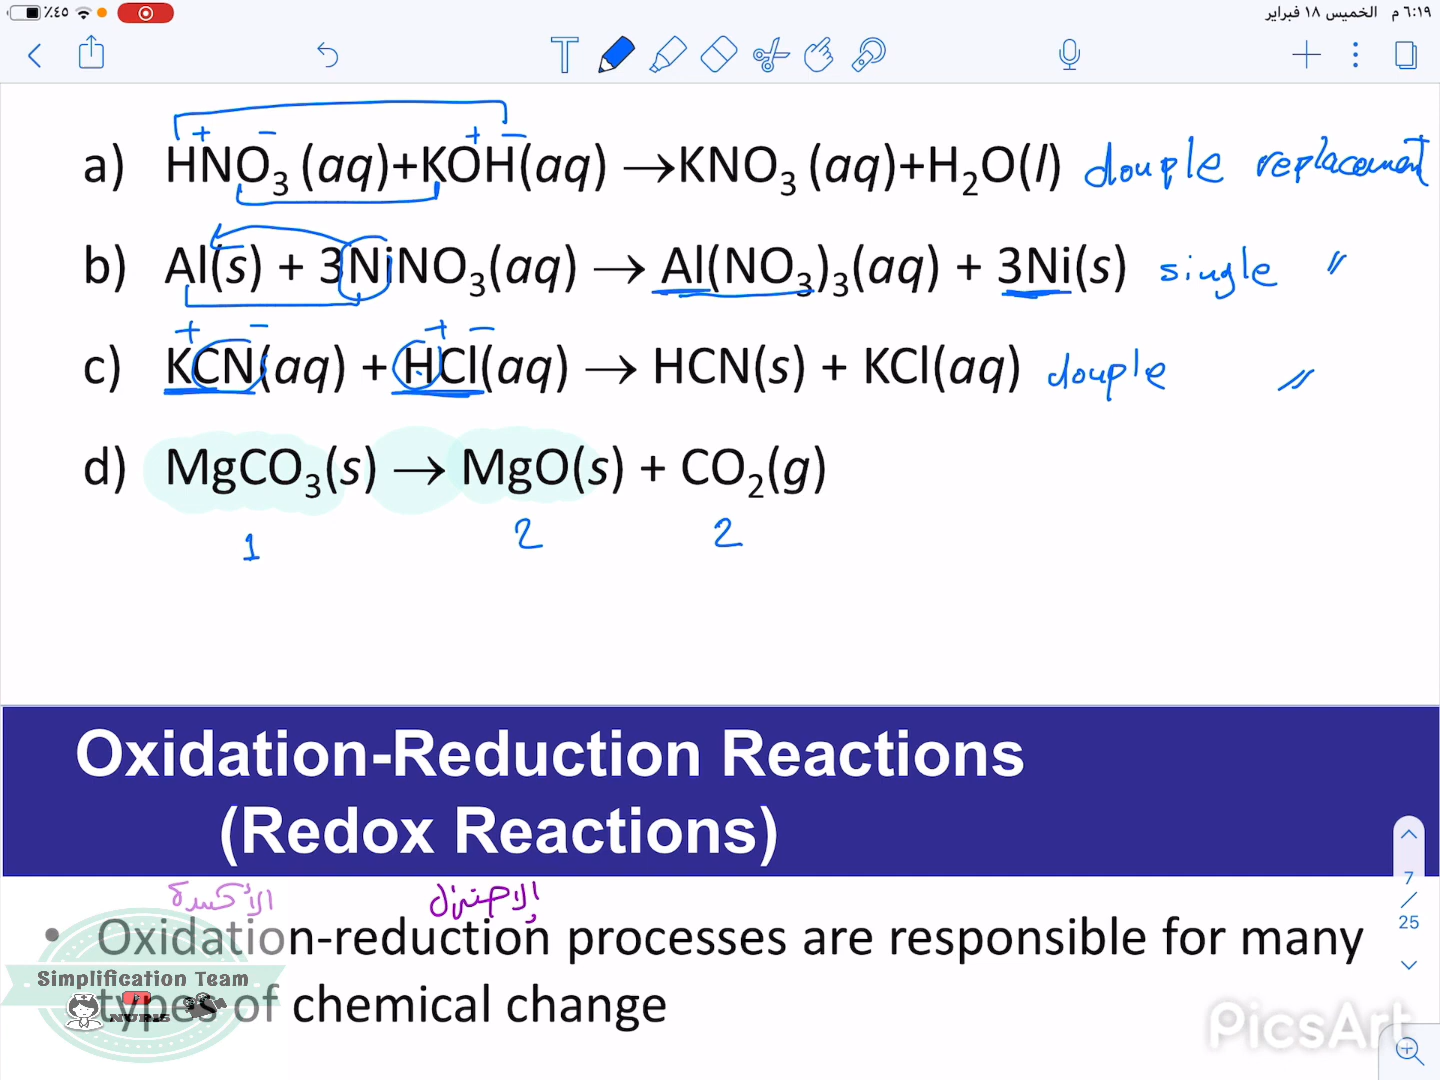 ٪٤٥ ٦:١٩ م الخميس ١٨ فبراير
T
a) HNO₃ (aq)+KOH(aq) →KNO₃ (aq)+H₂O(l) douple replacement
+ − + −
b) Al(s) + 3NiNO₃(aq) → Al(NO₃)₃(aq) + 3Ni(s) single //
+ − + −
c) KCN(aq) + HCl(aq) → HCN(s) + KCl(aq) douple //
d) MgCO₃(s) → MgO(s) + CO₂(g)
1 2 2
Oxidation-Reduction Reactions
(Redox Reactions)
7
/
25
الأكسدة الاختزال
• Oxidation-reduction processes are responsible for many
types of chemical change
Simplification Team
NURIS
PicsArt